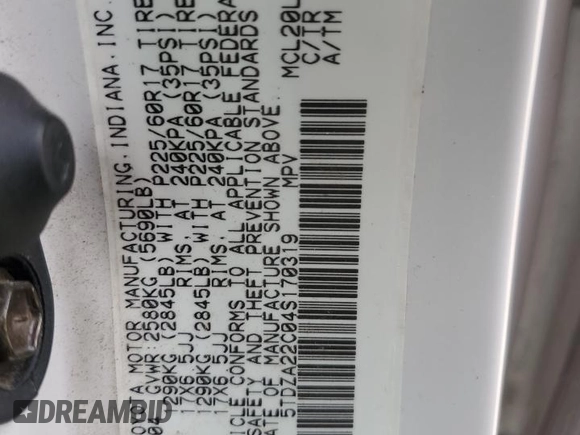 OTOR MANUFACTURING, INDIANA, INC.
GVWR: 2580KG (5690LB)
1290KG (2845LB) WITH P225/60R17 TIRE
17X6.5JJ RIMS, AT 240KPA (35PSI)
1290KG (2845LB) WITH P225/60R17 TIRE
17X6.5JJ RIMS, AT 240KPA (35PSI)
ICLE CONFORMS TO ALL APPLICABLE FEDERA
SAFETY AND THEFT PREVENTION STANDARDS
DATE OF MANUFACTURE SHOWN ABOVE.
5TDZA22C04S170319 MPV
MCL20L
C/TR
A/TM
DREAMBID